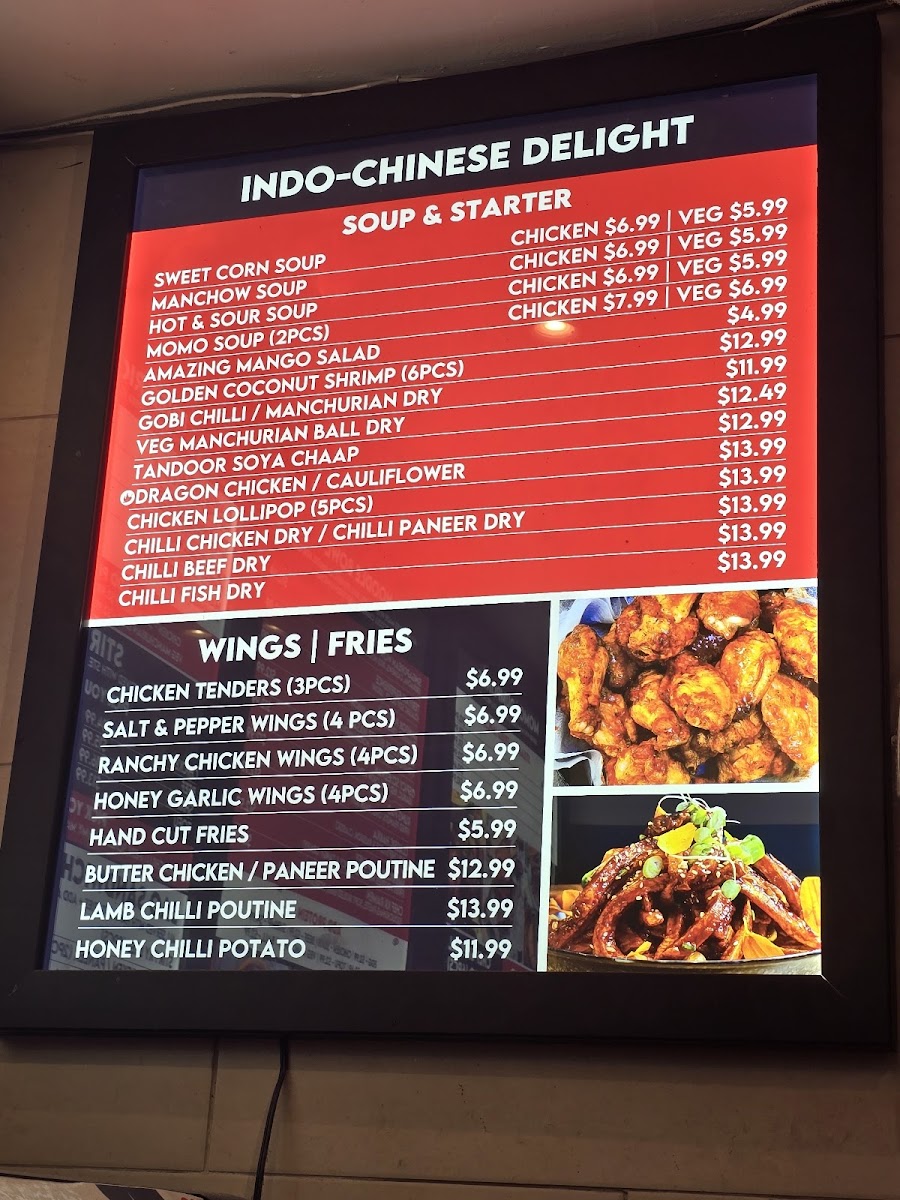 INDO-CHINESE DELIGHT
SOUP & STARTER
SWEET CORN SOUP CHICKEN $6.99 | VEG $5.99
MANCHOW SOUP CHICKEN $6.99 | VEG $5.99
HOT & SOUR SOUP CHICKEN $6.99 | VEG $5.99
MOMO SOUP (2PCS) CHICKEN $7.99 | VEG $6.99
AMAZING MANGO SALAD $4.99
GOLDEN COCONUT SHRIMP (6PCS) $12.99
GOBI CHILLI / MANCHURIAN DRY $11.99
VEG MANCHURIAN BALL DRY $12.49
TANDOOR SOYA CHAAP $12.99
DRAGON CHICKEN / CAULIFLOWER $13.99
CHICKEN LOLLIPOP (5PCS) $13.99
CHILLI CHICKEN DRY / CHILLI PANEER DRY $13.99
CHILLI BEEF DRY $13.99
CHILLI FISH DRY $13.99
WINGS | FRIES
CHICKEN TENDERS (3PCS) $6.99
SALT & PEPPER WINGS (4 PCS) $6.99
RANCHY CHICKEN WINGS (4PCS) $6.99
HONEY GARLIC WINGS (4PCS) $6.99
HAND CUT FRIES $5.99
BUTTER CHICKEN / PANEER POUTINE $12.99
LAMB CHILLI POUTINE $13.99
HONEY CHILLI POTATO $11.99